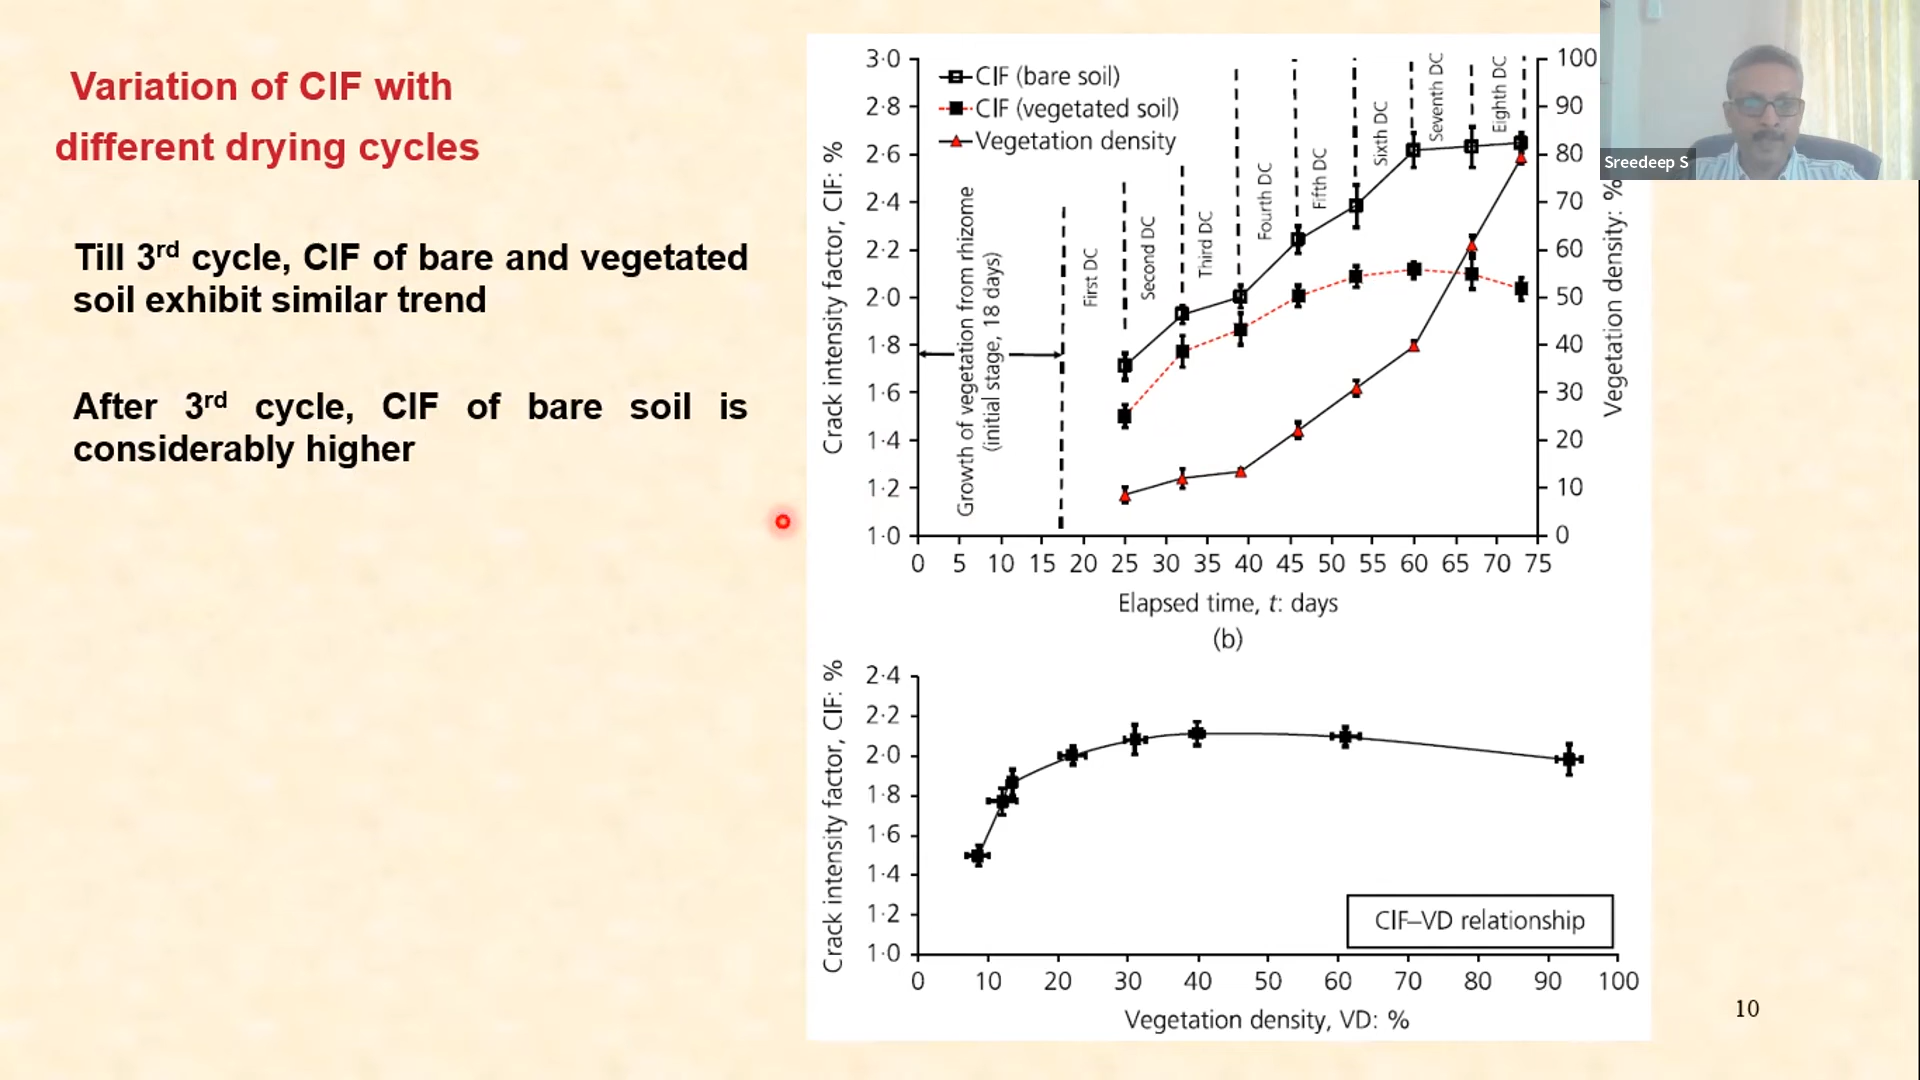 Variation of CIF with
different drying cycles
Till 3rd cycle, CIF of bare and vegetated
soil exhibit similar trend
After 3rd cycle, CIF of bare soil is
considerably higher
CIF (bare soil)
CIF (vegetated soil)
Vegetation density
Crack intensity factor, CIF: %
3·0
2·8
2·6
2·4
2·2
2·0
1·8
1·6
1·4
1·2
1·0
Growth of vegetation from rhizome
(initial stage, 18 days)
First DC
Second DC
Third DC
Fourth DC
Fifth DC
Sixth DC
Seventh DC
Eighth DC
100
90
80
70
60
50
40
30
20
10
0
Vegetation density: %
0 5 10 15 20 25 30 35 40 45 50 55 60 65 70 75
Elapsed time, t: days
(b)
Crack intensity factor, CIF: %
2·4
2·2
2·0
1·8
1·6
1·4
1·2
1·0
CIF–VD relationship
0 10 20 30 40 50 60 70 80 90 100
Vegetation density, VD: %
Sreedeep S
10